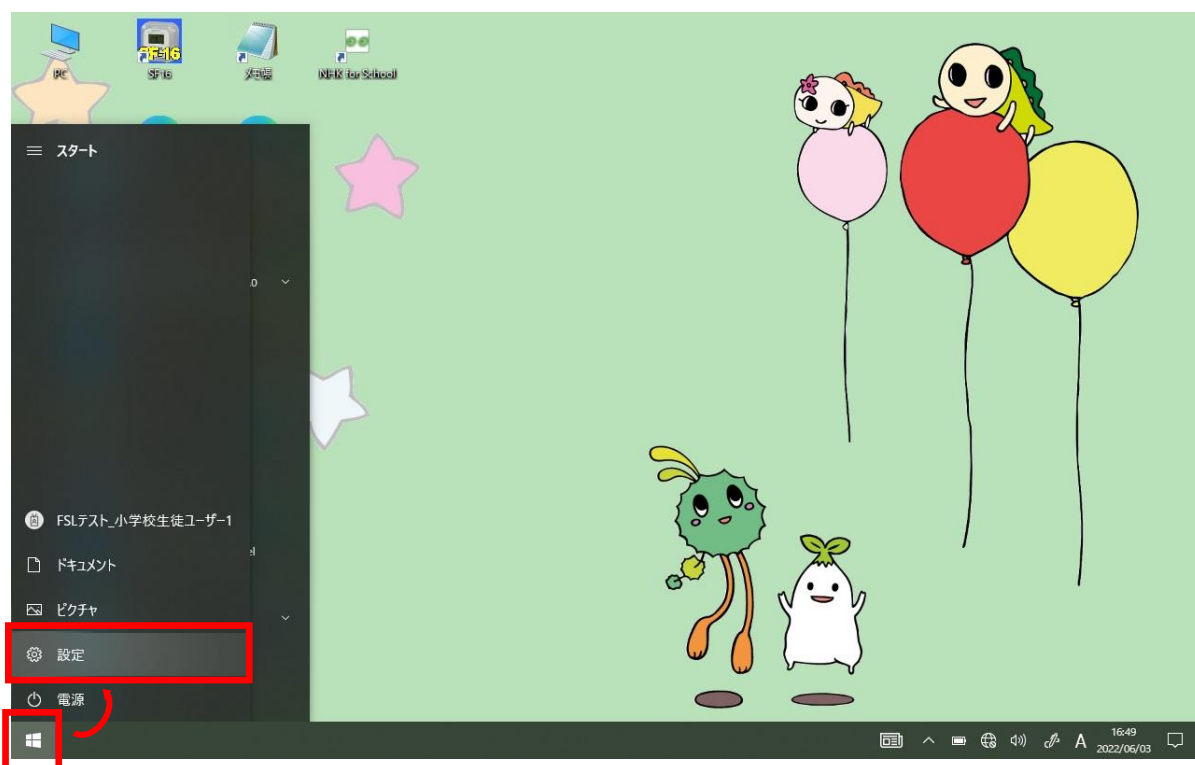 SF-16
PC
SF16
メモ帳
NHK for School
スタート
.0
FSLテスト_小学校生徒ユーザー1
el
ドキュメント
ピクチャ
設定
電源
A
16:49
2022/06/03